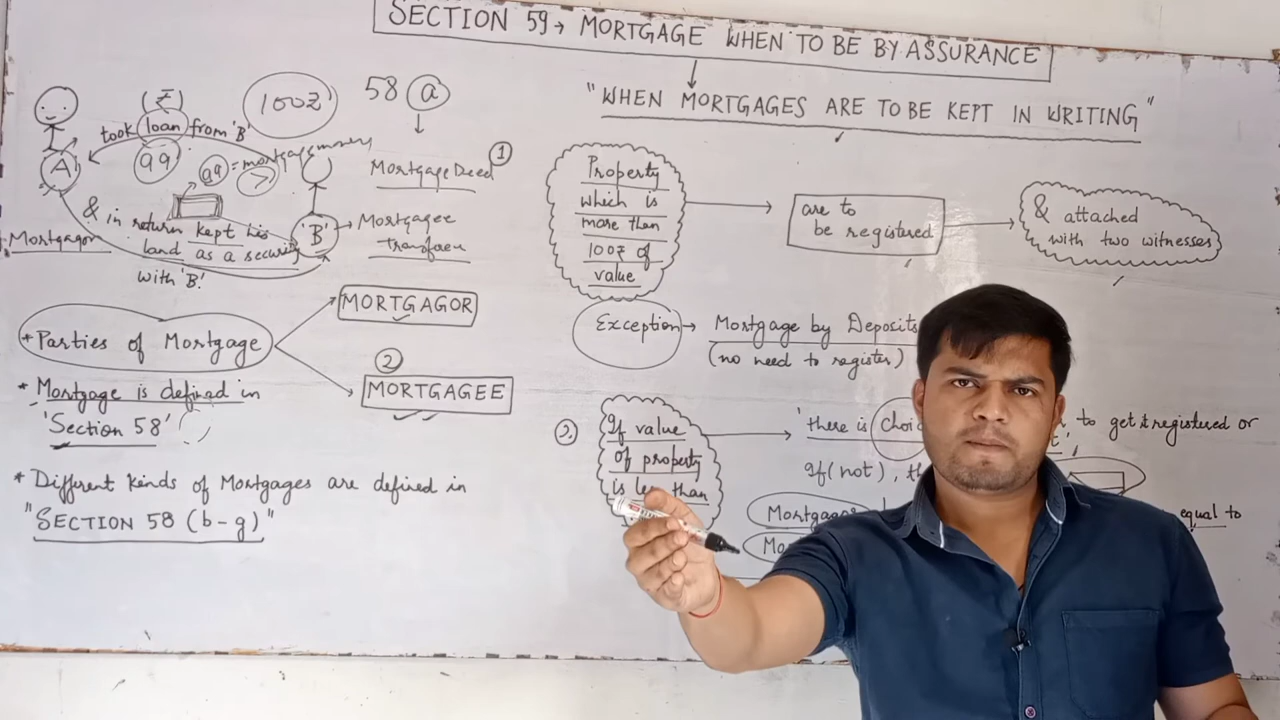 SECTION 59→ MORTGAGE WHEN TO BE BY ASSURANCE
"WHEN MORTGAGES ARE TO BE KEPT IN WRITING"
(₹)
100₹
58 a
took loan from 'B'
'A'
99
99 = mortgage money
Mortgage Deed
& in return kept his
land as a security
with 'B'.
Mortgagor
'B'
Mortgagee
* Parties of Mortgage
MORTGAGOR
②
MORTGAGEE
* Mortgage is defined in
'Section 58'
* Different kinds of Mortgages are defined in
"SECTION 58 (b-g)"
①
Property
which is
more than
100₹ of
value
are to
be registered
& attached
with two witnesses
Exception → Mortgage by Deposits
(no need to register)
2.
If value
of property
is less than
'there is
to get it registered or
If (not),
Mortgagor
equal to